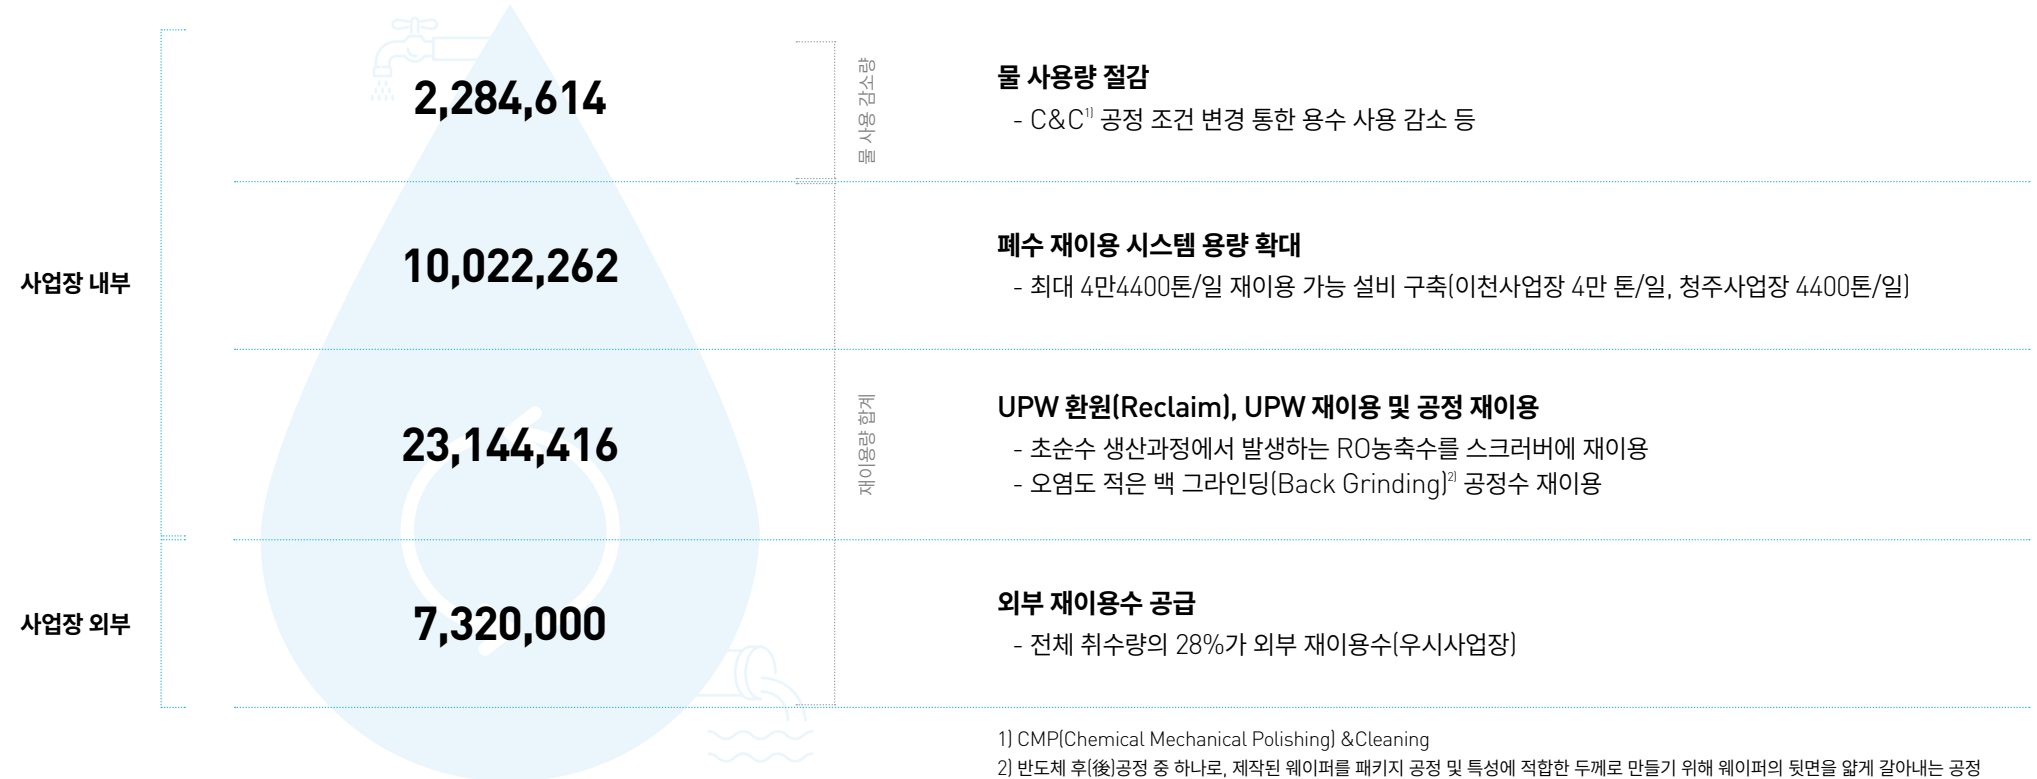 사업장 내부
2,284,614
물 사용 감소량
물 사용량 절감
- C&C1) 공정 조건 변경 통한 용수 사용 감소 등
10,022,262
폐수 재이용 시스템 용량 확대
- 최대 4만4400톤/일 재이용 가능 설비 구축(이천사업장 4만 톤/일, 청주사업장 4400톤/일)
23,144,416
재이용량 합계
UPW 환원(Reclaim), UPW 재이용 및 공정 재이용
- 초순수 생산과정에서 발생하는 RO농축수를 스크러버에 재이용
- 오염도 적은 백 그라인딩(Back Grinding)2) 공정수 재이용
사업장 외부
7,320,000
외부 재이용수 공급
- 전체 취수량의 28%가 외부 재이용수(우시사업장)
1) CMP(Chemical Mechanical Polishing) &Cleaning
2) 반도체 후(後)공정 중 하나로, 제작된 웨이퍼를 패키지 공정 및 특성에 적합한 두께로 만들기 위해 웨이퍼의 뒷면을 얇게 갈아내는 공정